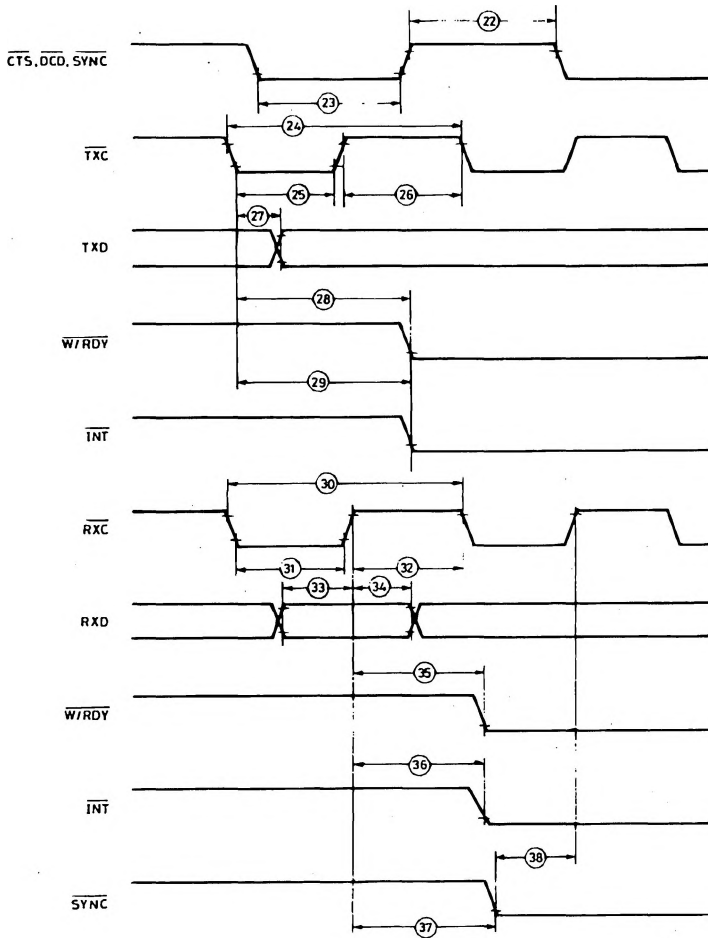 22
CTS, DCD, SYNC
23
24
TXC
25 26
27
TXD
28
W/RDY
29
INT
30
RXC
31 32
33 34
RXD
35
W/RDY
36
INT
38
SYNC
37